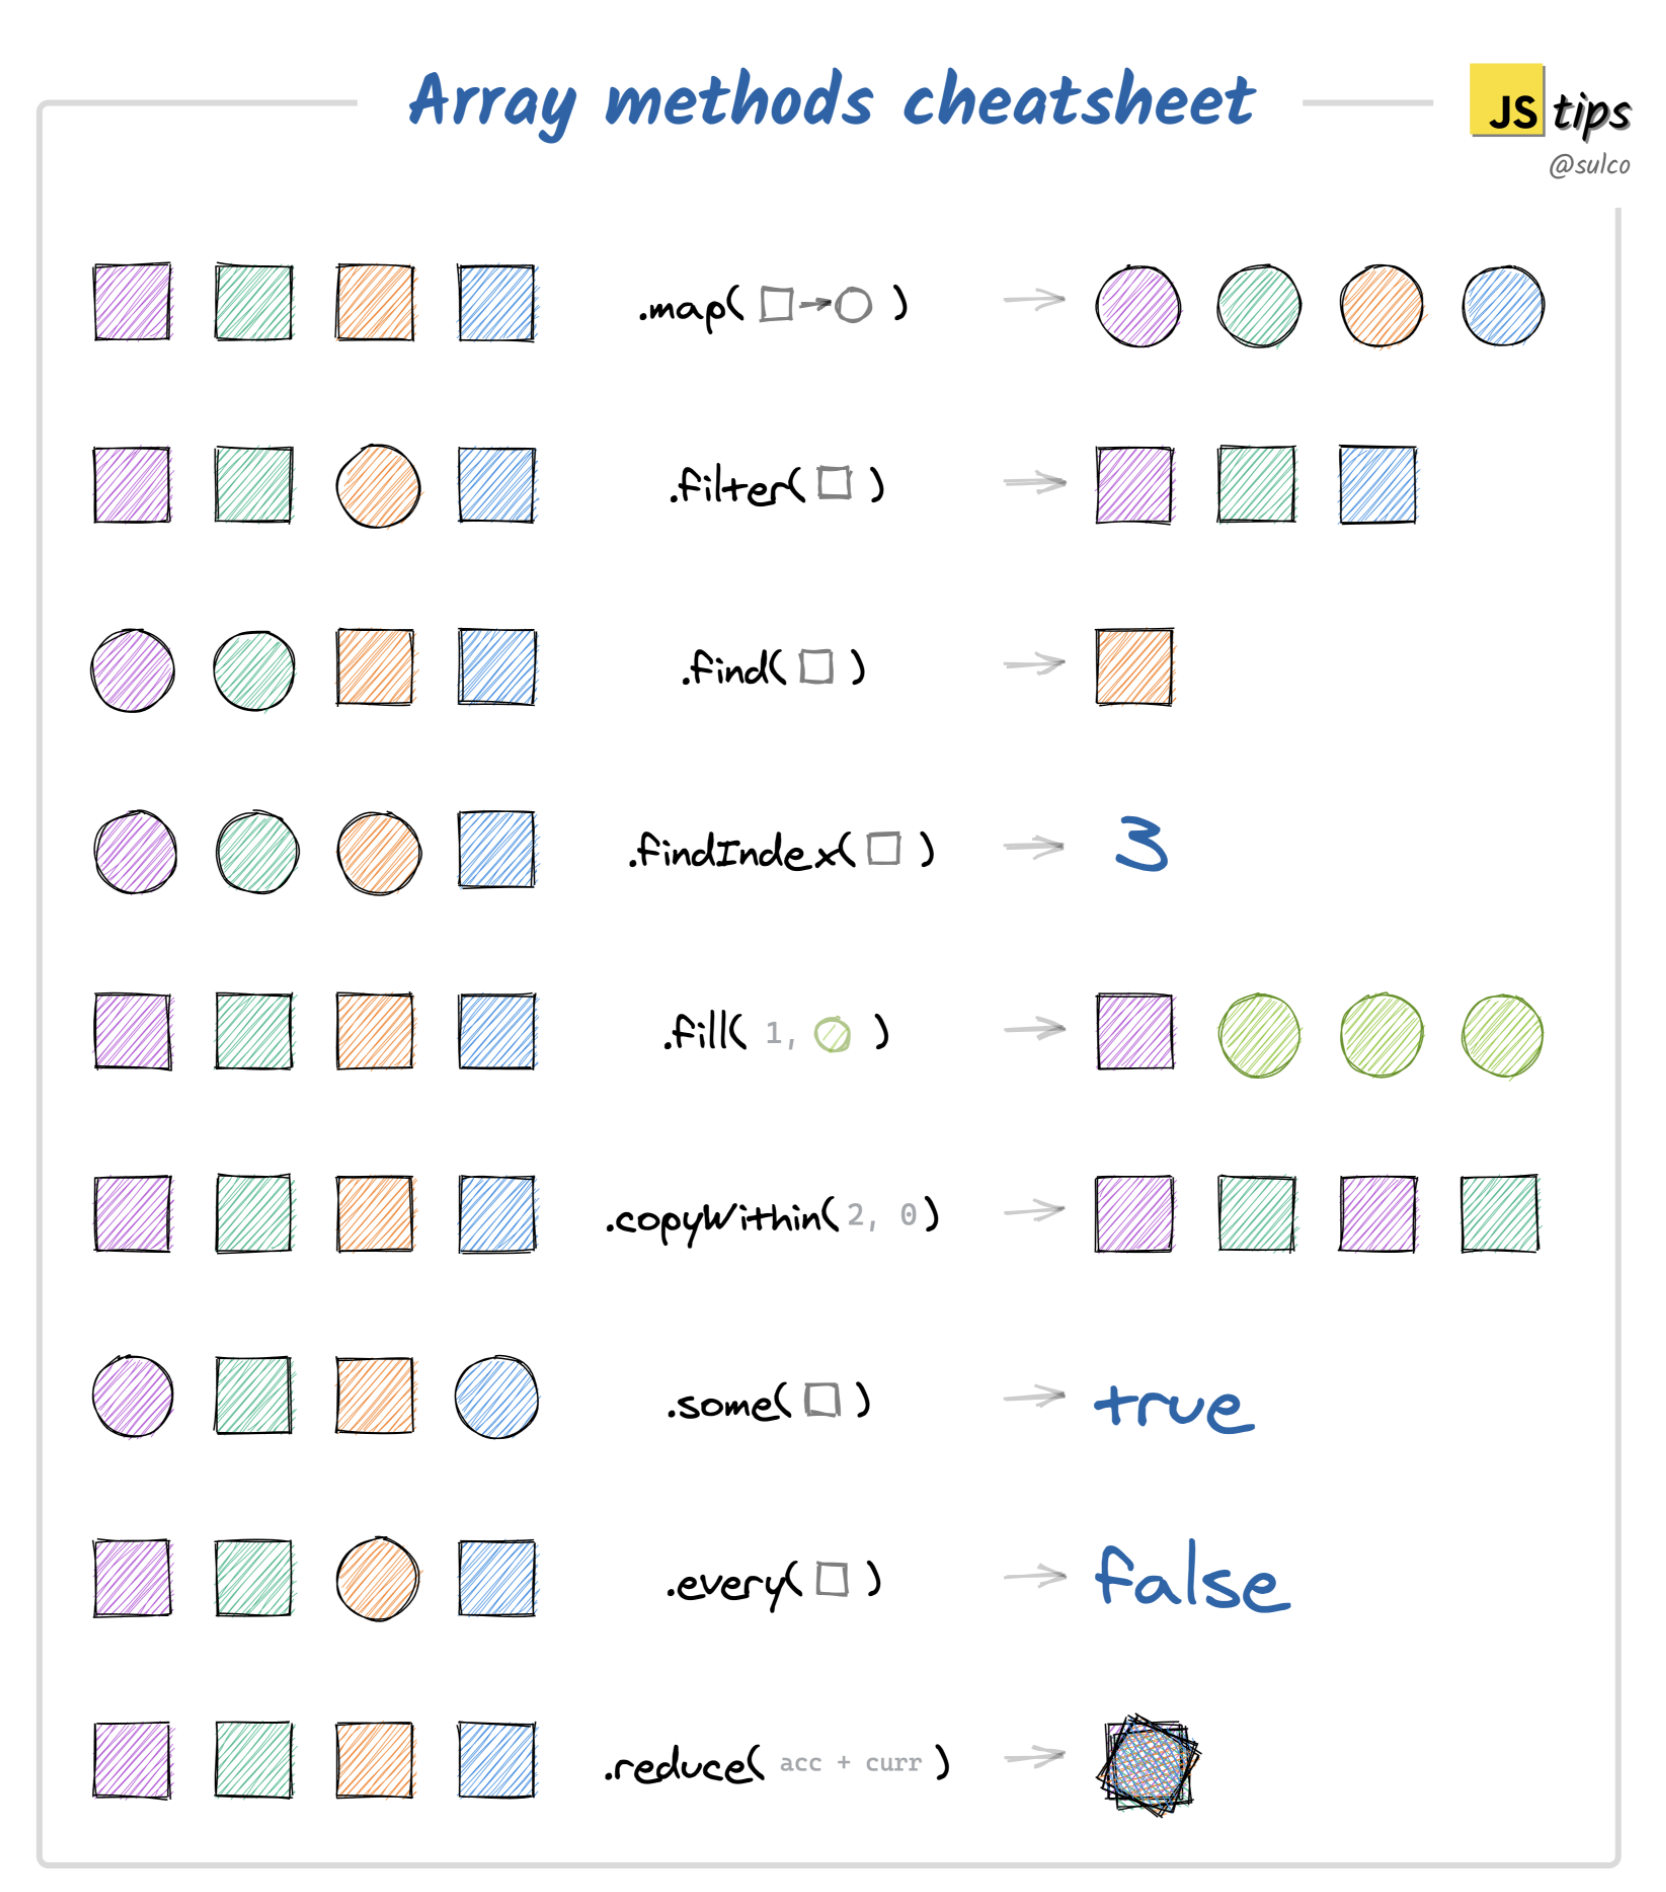 Array methods cheatsheet
JS tips
@sulco
.map( )
.filter( )
.find( )
.findIndex( )
3
.fill( 1, )
.copyWithin( 2, 0 )
.some( )
true
.every( )
false
.reduce( acc + curr )